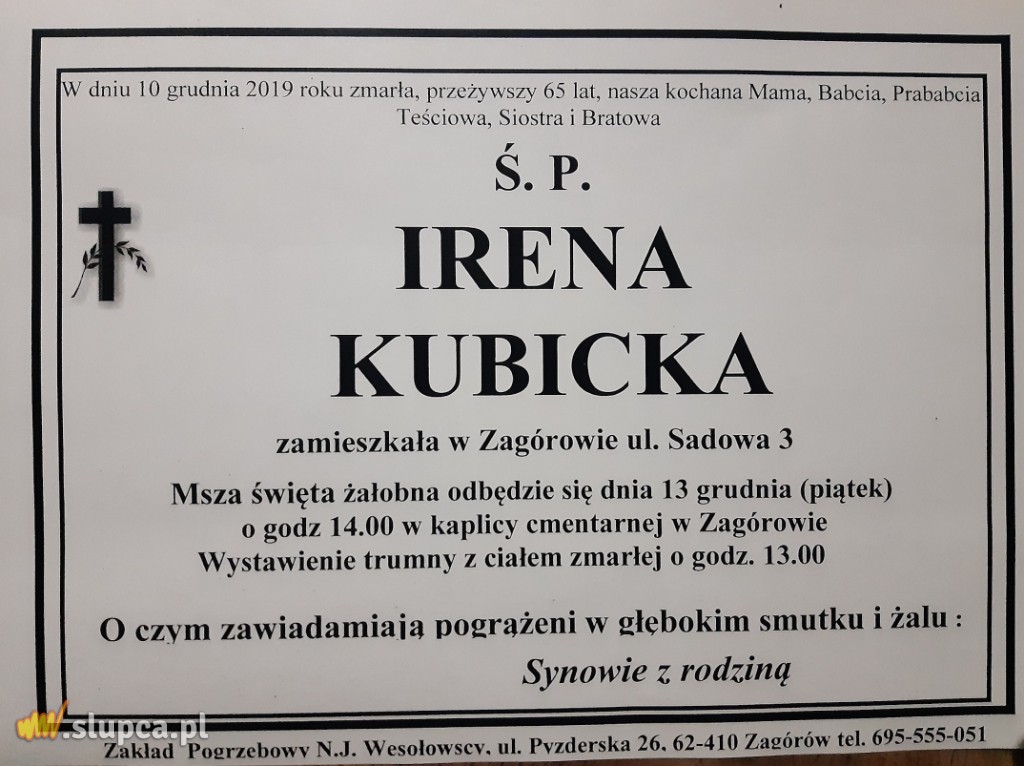 W dniu 10 grudnia 2019 roku zmarła, przeżywszy 65 lat, nasza kochana Mama, Babcia, Prababcia
Teściowa, Siostra i Bratowa
Ś. P.
IRENA
KUBICKA
zamieszkała w Zagórowie ul. Sadowa 3
Msza święta żałobna odbędzie się dnia 13 grudnia (piątek)
o godz 14.00 w kaplicy cmentarnej w Zagórowie
Wystawienie trumny z ciałem zmarłej o godz. 13.00
O czym zawiadamiają pogrążeni w głębokim smutku i żalu :
Synowie z rodziną
.slupca.pl
Zakład Pogrzebowy N.J. Wesołowscy, ul. Pyzderska 26, 62-410 Zagórów tel. 695-555-051